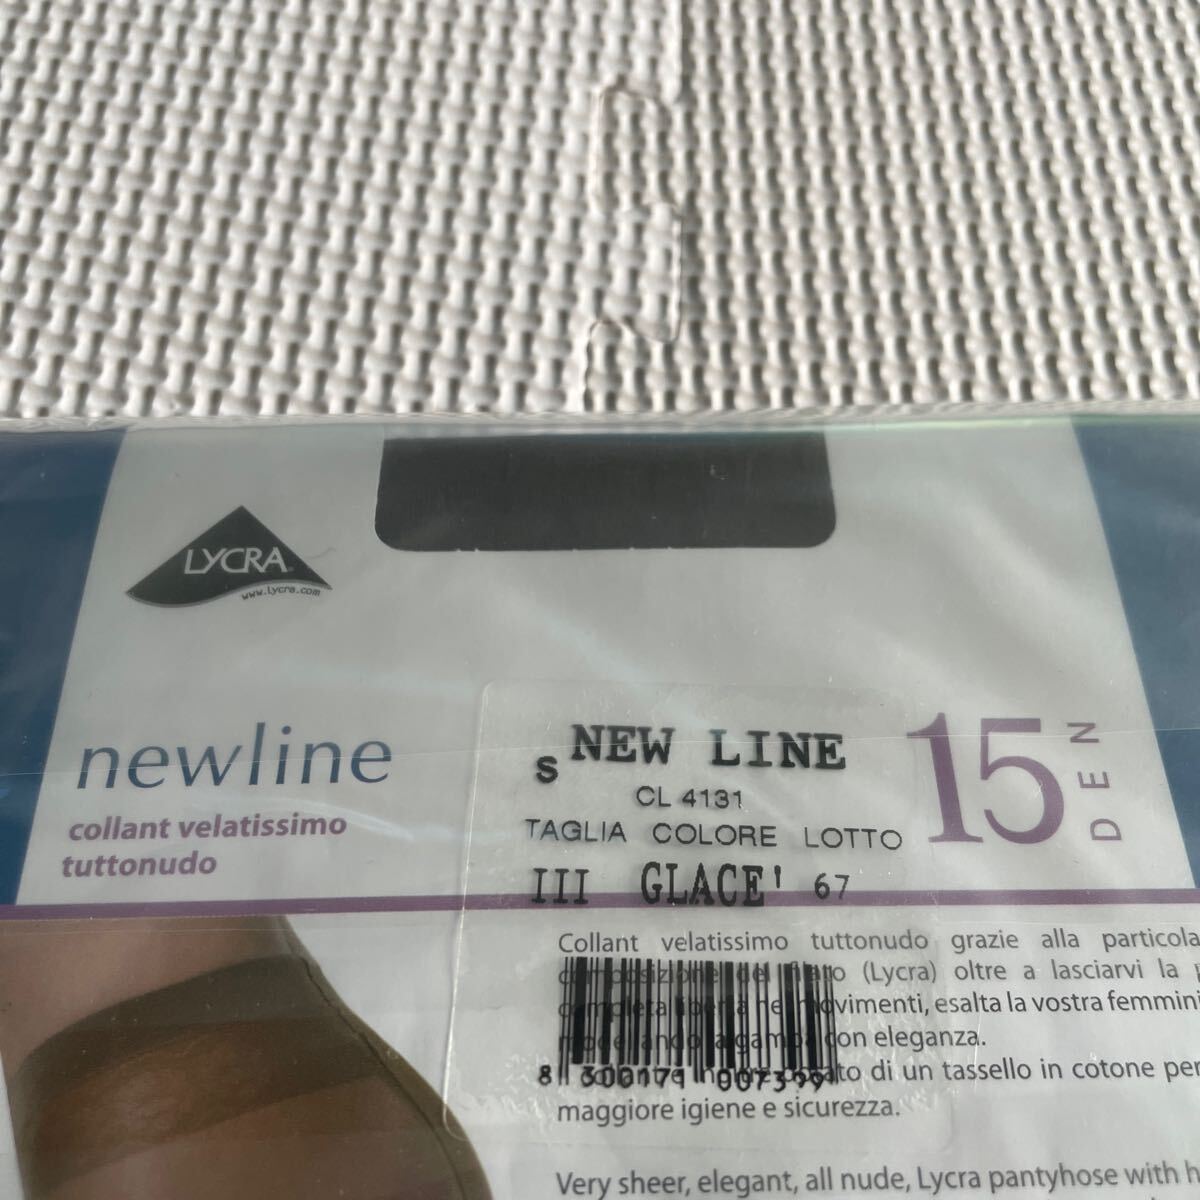 LYCRA
www.lycra.com
newline
collant velatissimo
tuttonudo
S NEW LINE
CL 4131
TAGLIA COLORE LOTTO
III GLACE' 67
15 DEN
Collant velatissimo tuttonudo grazie alla
(Lycra) oltre a lasciarvi la
esalta la vostra
con eleganza.
di un tassello in cotone per
maggiore igiene e sicurezza.
8 300171
Very sheer, elegant, all nude, Lycra pantyhose with